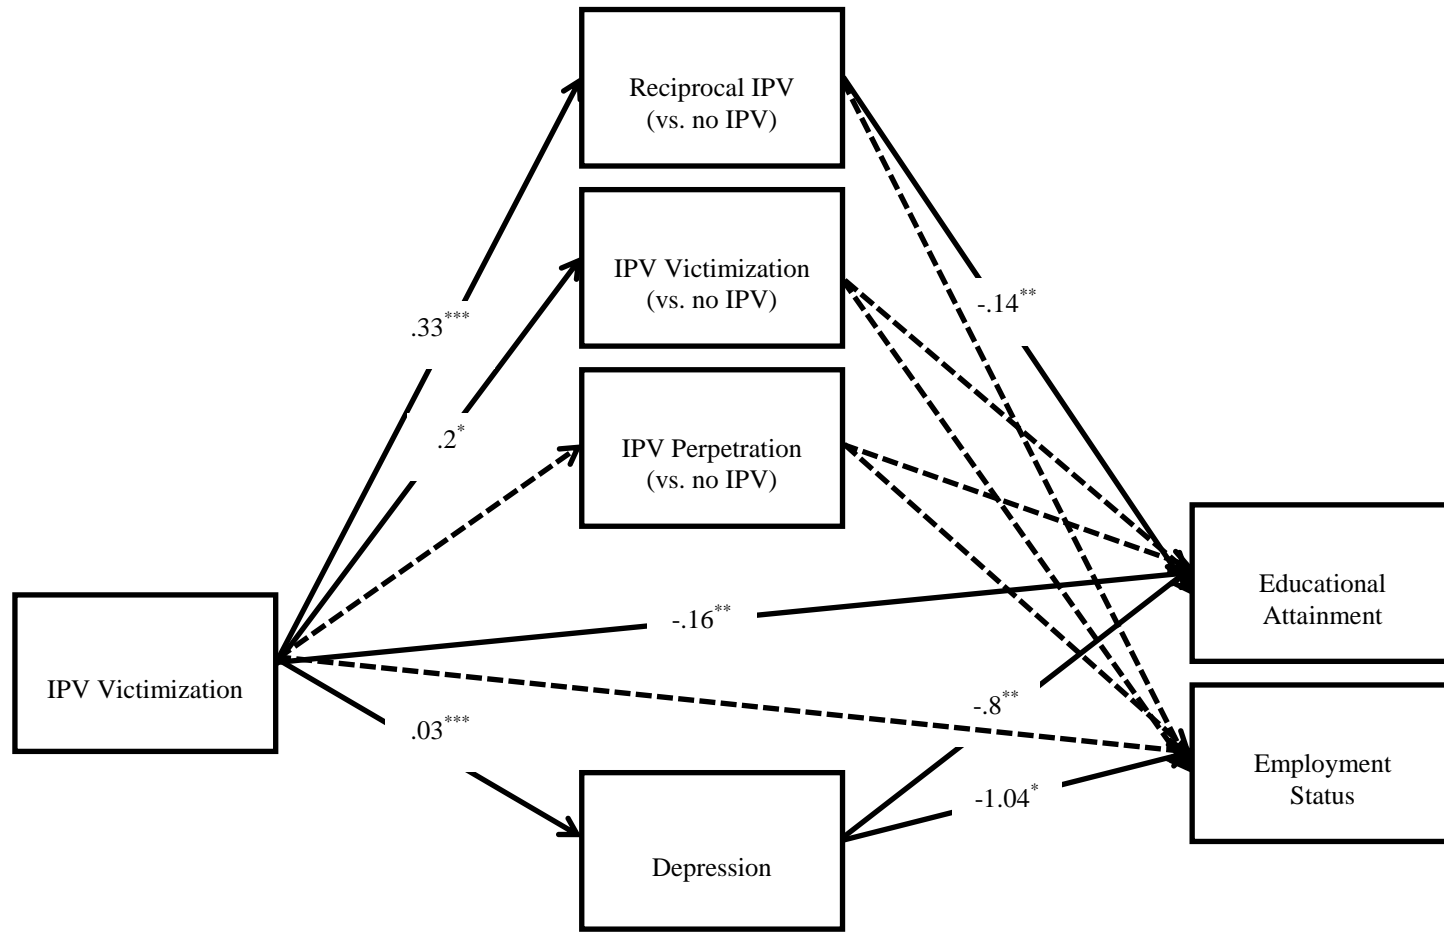 Reciprocal IPV
(vs. no IPV)
IPV Victimization
(vs. no IPV)
-.14**
.33***
.2*
IPV Perpetration
(vs. no IPV)
Educational
Attainment
-.16**
IPV Victimization
.03***
-.8**
Employment
Status
-1.04*
Depression